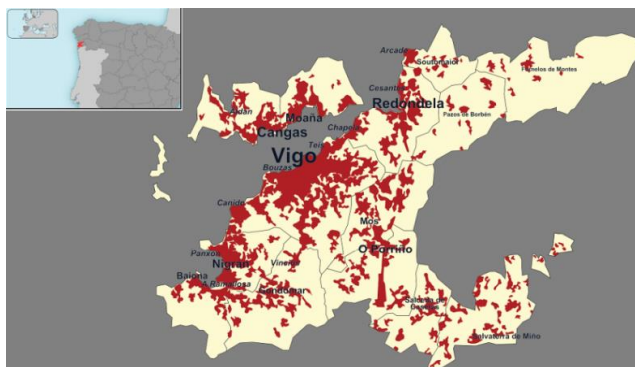 Arcade
Soutomaior
Fornelos de Montes
Cesantes
Redondela
Pazos de Borbén
Aldán
Moaña
Cangas
Chapela
Teis
Vigo
Bouzas
Canido
Mos
O Porriño
Panxón
Nigrán
Vincios
Baiona
A Ramallosa
Gondomar
Salceda de
Caselas
Salvaterra de Miño